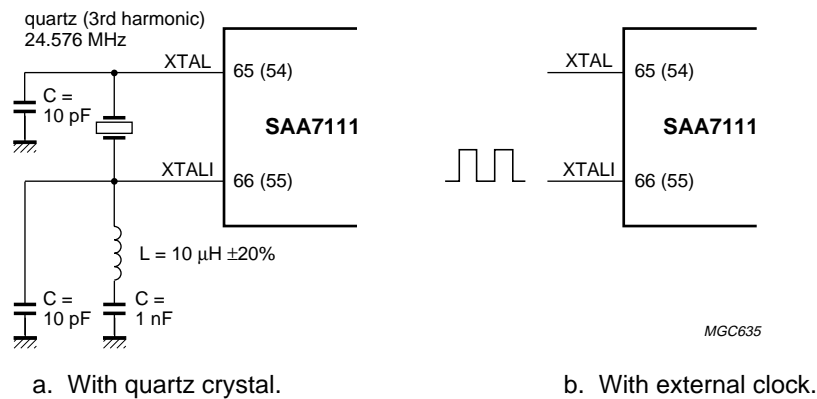 quartz (3rd harmonic)
24.576 MHz
XTAL
65 (54)
C =
10 pF
SAA7111
XTALI
66 (55)
L = 10 μH ±20%
C =
10 pF
C =
1 nF
a. With quartz crystal.
XTAL
65 (54)
SAA7111
XTALI
66 (55)
MGC635
b. With external clock.